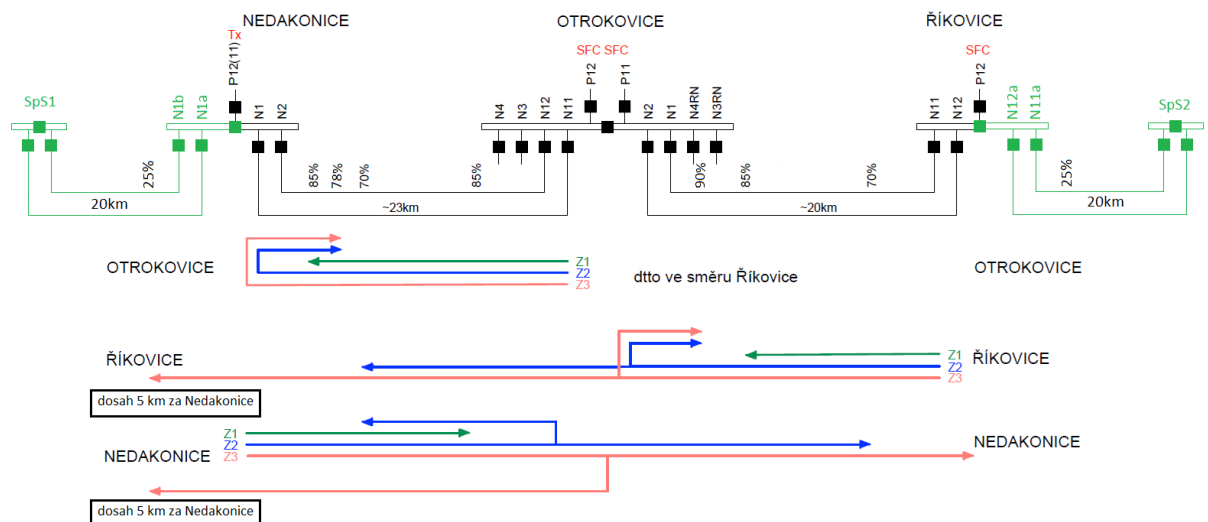 NEDAKONICE
OTROKOVICE
ŘÍKOVICE
Tx
SFC SFC
SFC
P12(11)
P12
P11
P12
SpS1
N1b
N1a
N1
N2
N4
N3
N12
N11
N2
N1
N4RN
N3RN
N11
N12
N12a
N11a
SpS2
25%
85%
78%
70%
85%
90%
85%
70%
25%
20km
~23km
~20km
20km
OTROKOVICE
Z1
Z2
Z3
dtto ve směru Říkovice
OTROKOVICE
ŘÍKOVICE
Z1
Z2
Z3
ŘÍKOVICE
dosah 5 km za Nedakonice
Z1
Z2
Z3
NEDAKONICE
NEDAKONICE
dosah 5 km za Nedakonice